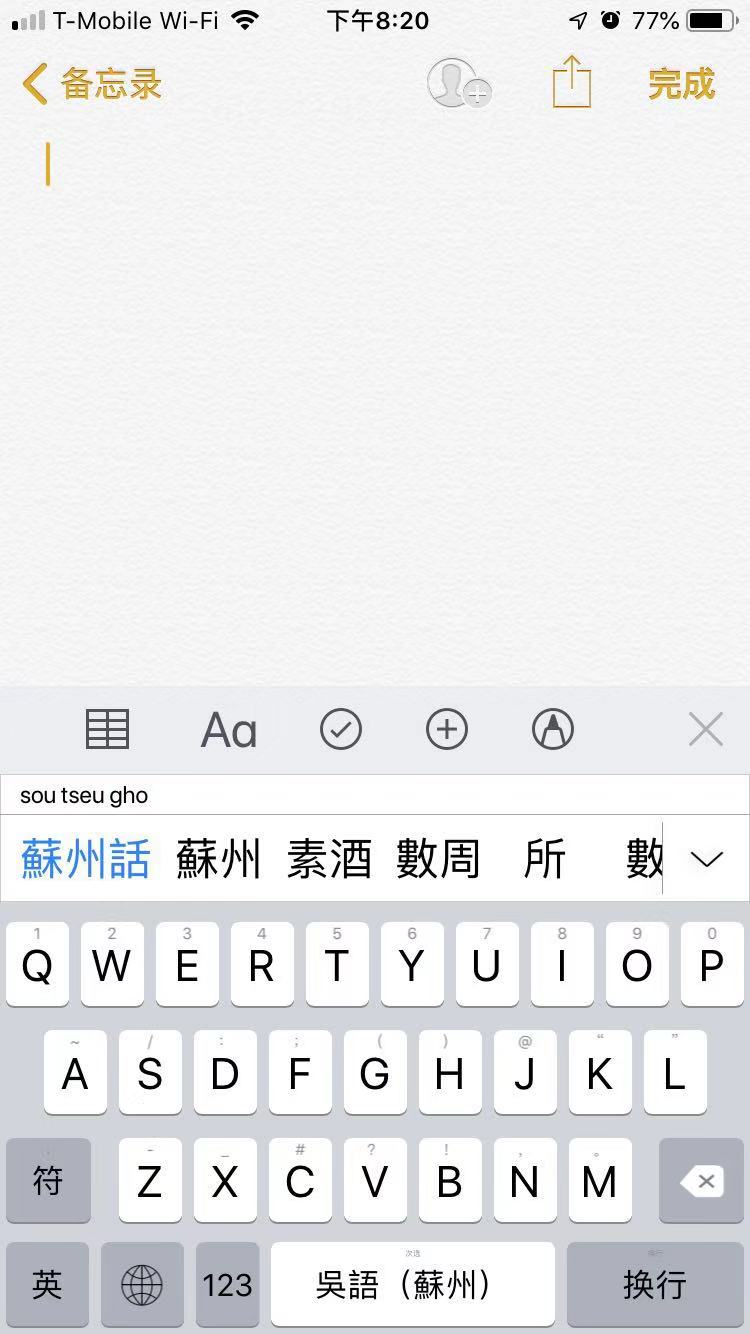 T-Mobile Wi-Fi 下午8:20 77%
备忘录 完成
Aa
sou tseu gho
蘇州話 蘇州 素酒 數周 所 數
1 2 3 4 5 6 7 8 9 0
Q W E R T Y U I O P
~ / : ; ( ) @ “ ”
A S D F G H J K L
- _ # ? ! , 。
符 Z X C V B N M
次选 换行
英 123 吳語（蘇州） 换行